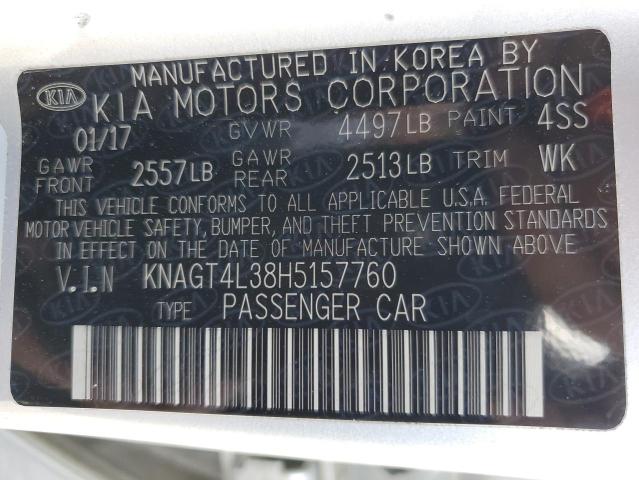 MANUFACTURED IN KOREA BY
KIA KIA MOTORS CORPORATION
01/17 GVWR 4497LB PAINT 4SS
GAWR FRONT 2557LB GAWR REAR 2513LB TRIM WK
THIS VEHICLE CONFORMS TO ALL APPLICABLE U.S.A. FEDERAL
MOTOR VEHICLE SAFETY, BUMPER, AND THEFT PREVENTION STANDARDS
IN EFFECT ON THE DATE OF MANUFACTURE SHOWN ABOVE
V.I.N KNAGT4L38H5157760
TYPE PASSENGER CAR